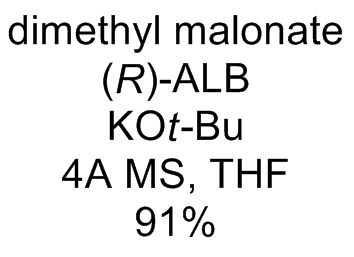 dimethyl malonate
(R)-ALB
KOt-Bu
4A MS, THF
91%